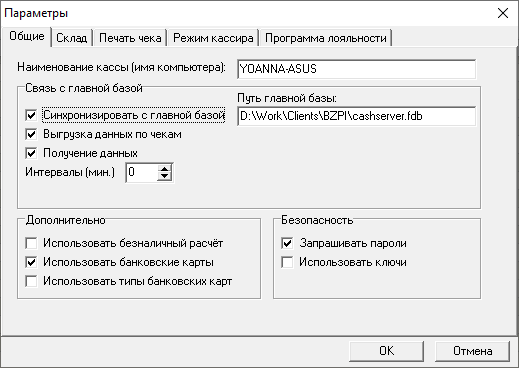 Параметры
Общие Склад Печать чека Режим кассира Программа лояльности
Наименование кассы (имя компьютера): YOANNA-ASUS
Связь с главной базой
Путь главной базы:
Синхронизировать с главной базой D:\Work\Clients\BZPI\cashserver.fdb
Выгрузка данных по чекам
Получение данных
Интервалы (мин.) 0
Дополнительно Безопасность
Использовать безналичный расчёт Запрашивать пароли
Использовать банковские карты Использовать ключи
Использовать типы банковских карт
OK Отмена